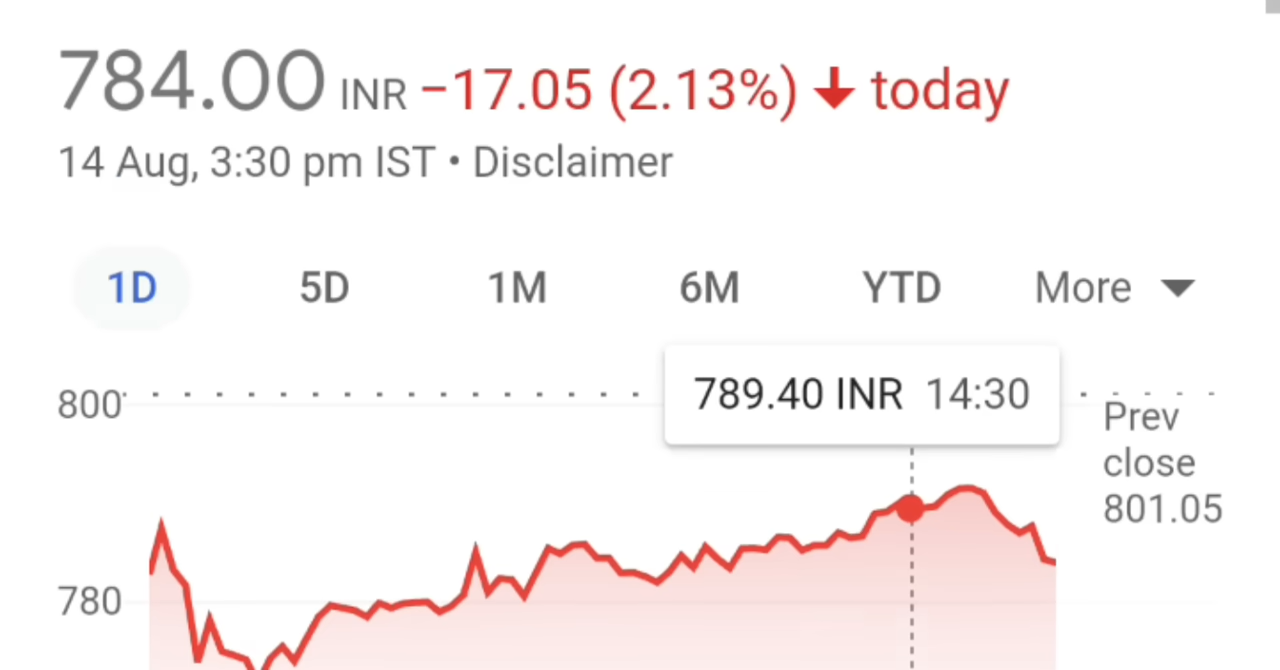 784.00 INR −17.05 (2.13%) ↓ today
14 Aug, 3:30 pm IST • Disclaimer
1D 5D 1M 6M YTD More
789.40 INR 14:30
800
Prev
close
801.05
780